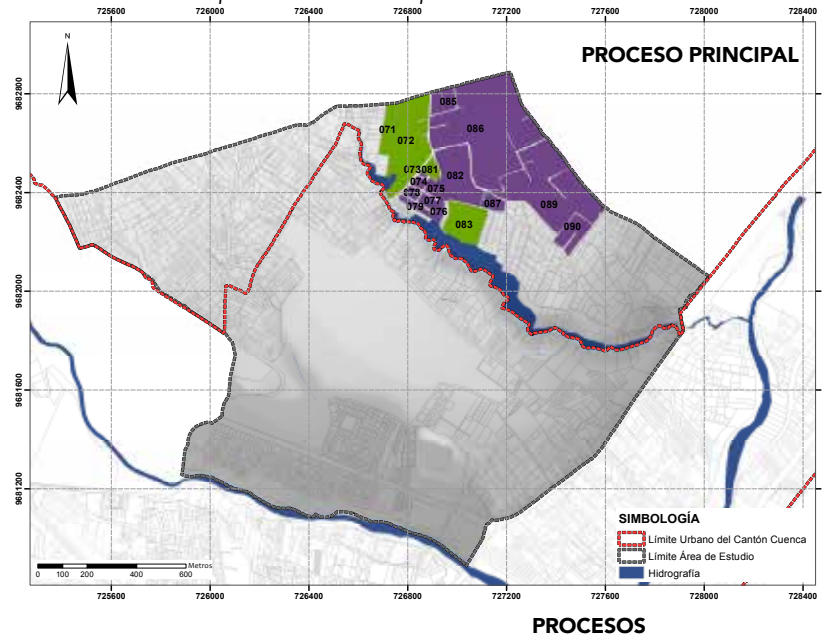 725600 726000 726400 726800 727200 727600 728000 728400
N
PROCESO PRINCIPAL
9682800
085
071
086
072
073 081
074
082
9682400
075
077
087
089
079
076
083
090
9682000
9681600
9681200
SIMBOLOGÍA
Límite Urbano del Cantón Cuenca
Límite Área de Estudio
Hidrografía
Metros
0 100 200 400 600
725600 726000 726400 726800 727200 727600 728000 728400
PROCESOS